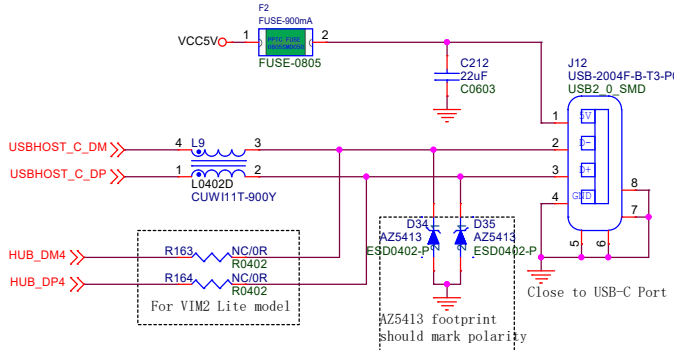 F2
FUSE-900mA
VCC5V
1
2
PPTC FUSE
FUSE-0805
C212
22uF
C0603
J12
USB-2004F-B-T3-P
USB2_0_SMD
1
5V
USBHOST_C_DM
4
L9
3
2
D-
USBHOST_C_DP
1
2
3
D+
L0402D
CUWI11T-900Y
4
GND
8
7
5
6
D34
D35
AZ5413
AZ5413
ESD0402-P
ESD0402-P
HUB_DM4
R163
NC/0R
R0402
HUB_DP4
R164
NC/0R
R0402
For VIM2 Lite model
Close to USB-C Port
AZ5413 footprint
should mark polarity